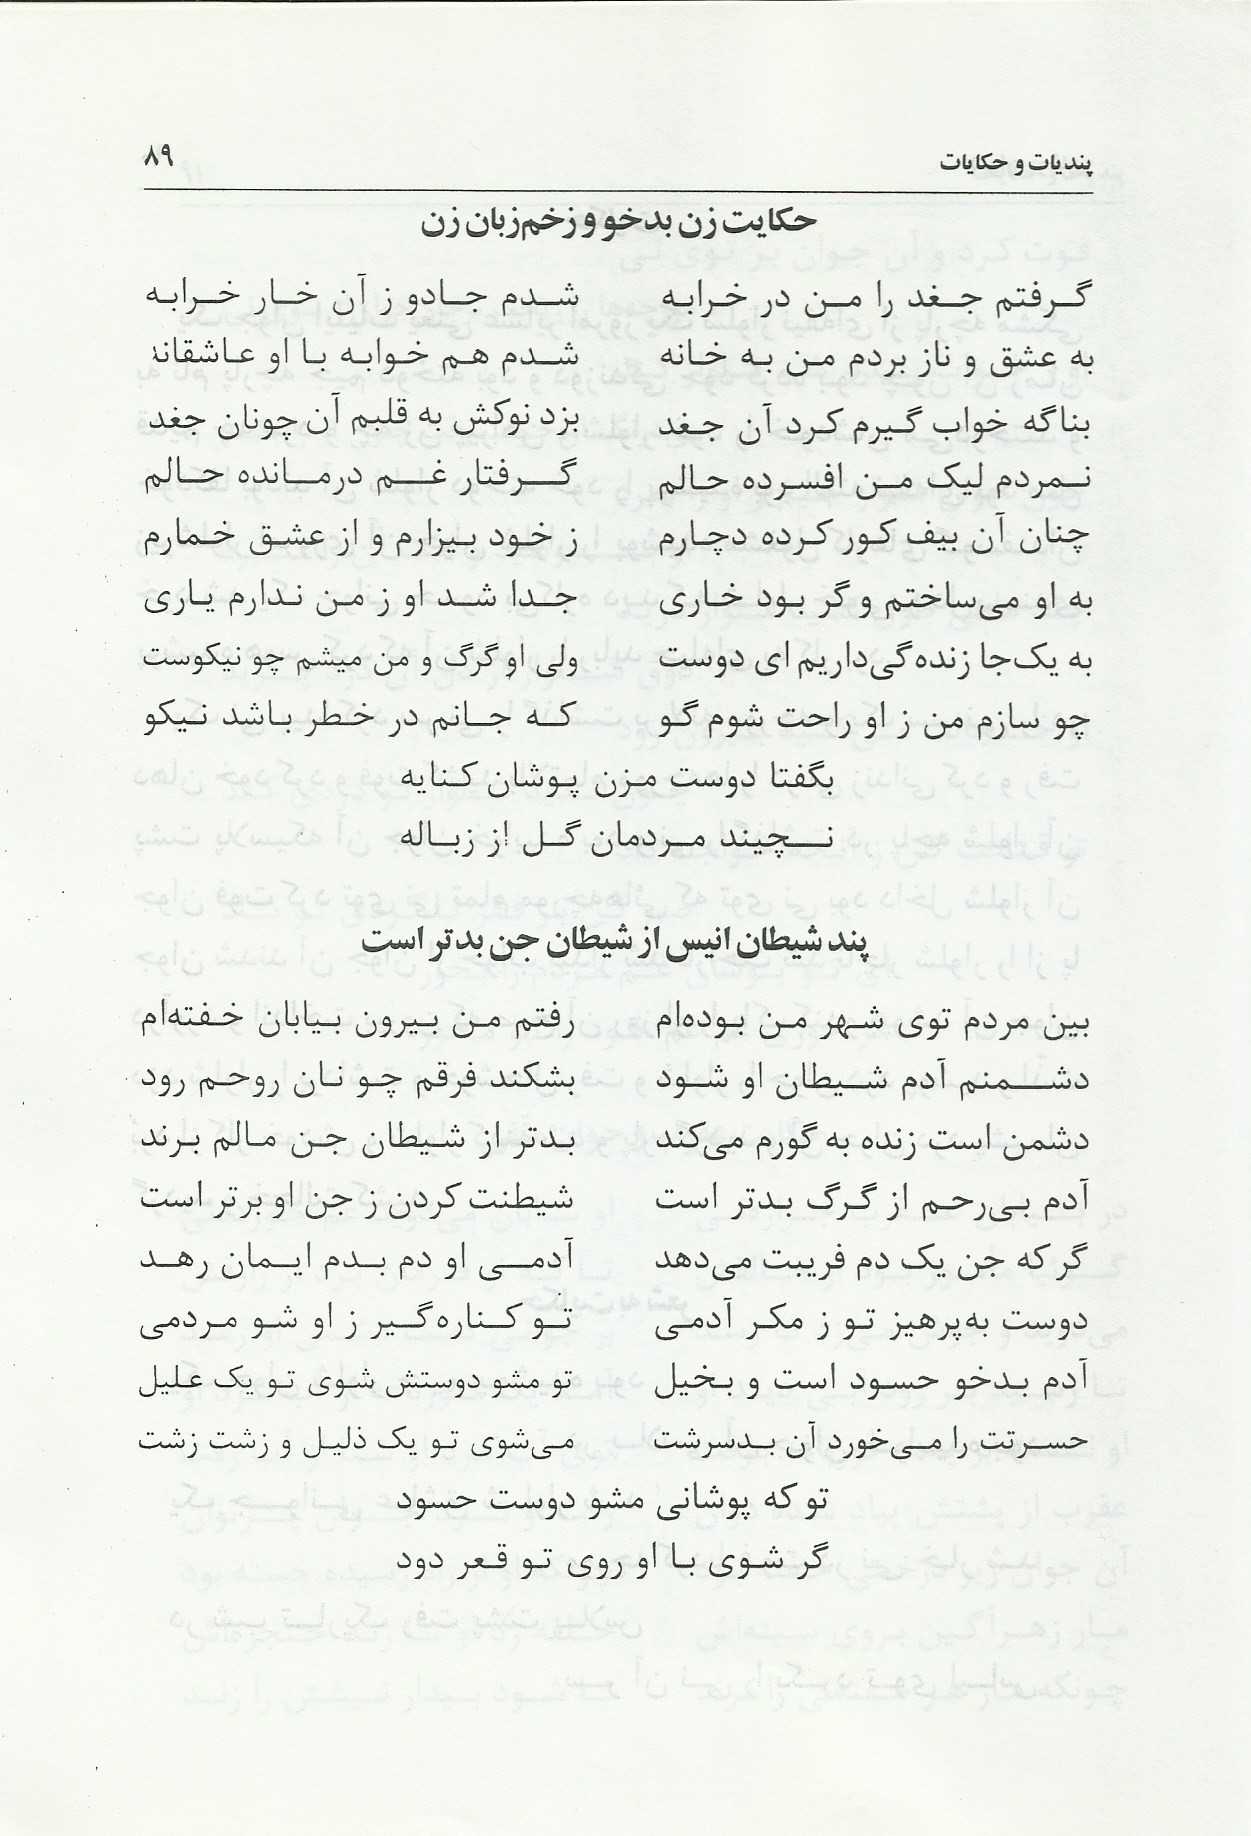 پندیات و حکایات ۸۹
حکایت زن بدخو و زخم‌زبان زن
گرفتم جغد را من در خرابه شدم جادو ز آن خار خرابه
به عشق و ناز بردم من به خانه شدم هم خوابه با او عاشقانه
بناگه خواب گیرم کرد آن جغد بزد نوکش به قلبم آن چونان جغد
نمردم لیک من افسرده حالم گرفتار غم درمانده حالم
چنان آن بیف کور کرده دچارم ز خود بیزارم و از عشق خمارم
به او می‌ساختم و گر بود خاری جدا شد او ز من ندارم یاری
به یک‌جا زنده‌گی‌داریم ای دوست ولی او گرگ و من میشم چو نیکوست
چو سازم من ز او راحت شوم گو که جانم در خطر باشد نیکو
بگفتا دوست مزن پوشان کنایه
نچیند مردمان گل از زباله
پند شیطان انیس از شیطان جن بدتر است
بین مردم توی شهر من بوده‌ام رفتم من بیرون بیابان خفته‌ام
دشمنم آدم شیطان او شود بشکند فرقم چو نان روحم رود
دشمن است زنده به گورم می‌کند بدتر از شیطان جن مالم برند
آدم بی‌رحم از گرگ بدتر است شیطنت کردن ز جن او برتر است
گر که جن یک دم فریبت می‌دهد آدمی او دم بدم ایمان رهد
دوست به‌پرهیز تو ز مکر آدمی تو کناره‌گیر ز او شو مردمی
آدم بدخو حسود است و بخیل تو مشو دوستش شوی تو یک علیل
حسرتت را می‌خورد آن بدسرشت می‌شوی تو یک ذلیل و زشت زشت
تو که پوشانی مشو دوست حسود
گر شوی با او روی تو قعر دود